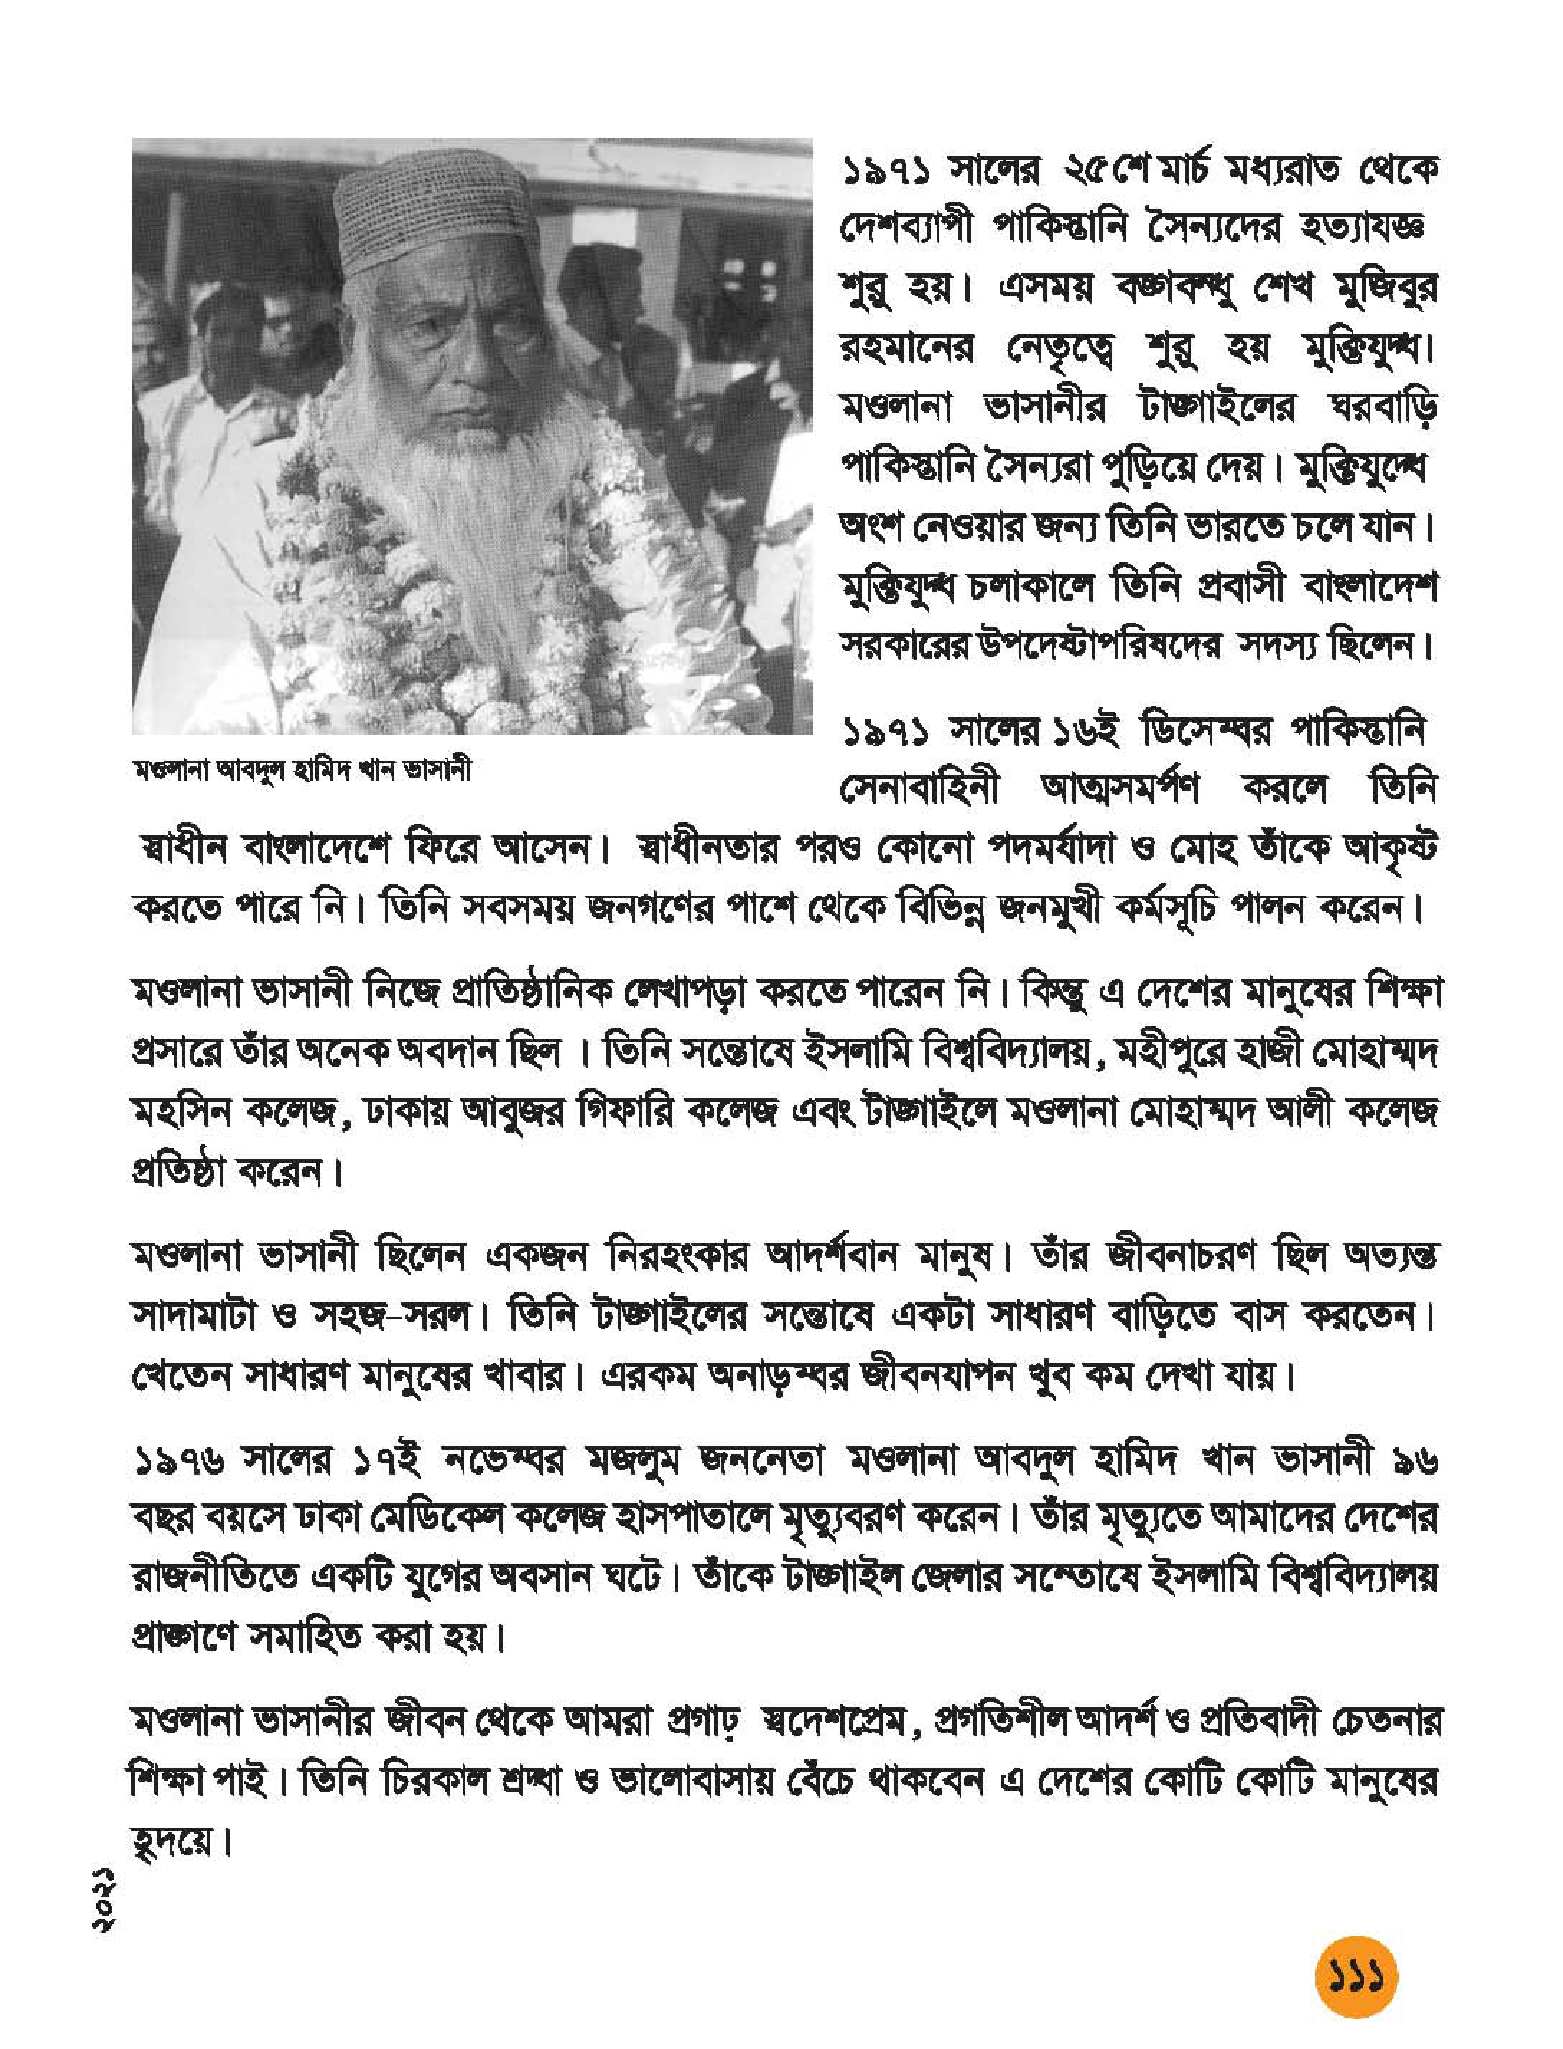 ১৯৭১ সালের ২৫শে মার্চ মধ্যরাত থেকে
দেশব্যাপী পাকিস্তানি সৈন্যদের হত্যাযজ্ঞ
শুরু হয়। এসময় বঙ্গবন্ধু শেখ মুজিবুর
রহমানের নেতৃত্বে শুরু হয় মুক্তিযুদ্ধ।
মওলানা ভাসানীর টাঙ্গাইলের ঘরবাড়ি
পাকিস্তানি সৈন্যরা পুড়িয়ে দেয়। মুক্তিযুদ্ধে
অংশ নেওয়ার জন্য তিনি ভারতে চলে যান।
মুক্তিযুদ্ধ চলাকালে তিনি প্রবাসী বাংলাদেশ
সরকারের উপদেষ্টাপরিষদের সদস্য ছিলেন।
মওলানা আবদুল হামিদ খান ভাসানী
১৯৭১ সালের ১৬ই ডিসেম্বর পাকিস্তানি
সেনাবাহিনী আত্মসমর্পণ করলে তিনি
স্বাধীন বাংলাদেশে ফিরে আসেন। স্বাধীনতার পরও কোনো পদমর্যাদা ও মোহ তাঁকে আকৃষ্ট
করতে পারে নি। তিনি সবসময় জনগণের পাশে থেকে বিভিন্ন জনমুখী কর্মসূচি পালন করেন।
মওলানা ভাসানী নিজে প্রাতিষ্ঠানিক লেখাপড়া করতে পারেন নি। কিন্তু এ দেশের মানুষের শিক্ষা
প্রসারে তাঁর অনেক অবদান ছিল । তিনি সন্তোষে ইসলামি বিশ্ববিদ্যালয়, মহীপুরে হাজী মোহাম্মদ
মহসিন কলেজ, ঢাকায় আবুজর গিফারি কলেজ এবং টাঙ্গাইলে মওলানা মোহাম্মদ আলী কলেজ
প্রতিষ্ঠা করেন।
মওলানা ভাসানী ছিলেন একজন নিরহংকার আদর্শবান মানুষ। তাঁর জীবনাচরণ ছিল অত্যন্ত
সাদামাটা ও সহজ-সরল। তিনি টাঙ্গাইলের সন্তোষে একটা সাধারণ বাড়িতে বাস করতেন।
খেতেন সাধারণ মানুষের খাবার। এরকম অনাড়ম্বর জীবনযাপন খুব কম দেখা যায়।
১৯৭৬ সালের ১৭ই নভেম্বর মজলুম জননেতা মওলানা আবদুল হামিদ খান ভাসানী ৯৬
বছর বয়সে ঢাকা মেডিকেল কলেজ হাসপাতালে মৃত্যুবরণ করেন। তাঁর মৃত্যুতে আমাদের দেশের
রাজনীতিতে একটি যুগের অবসান ঘটে। তাঁকে টাঙ্গাইল জেলার সন্তোষে ইসলামি বিশ্ববিদ্যালয়
প্রাঙ্গণে সমাহিত করা হয়।
মওলানা ভাসানীর জীবন থেকে আমরা প্রগাঢ় স্বদেশপ্রেম, প্রগতিশীল আদর্শ ও প্রতিবাদী চেতনার
শিক্ষা পাই। তিনি চিরকাল শ্রদ্ধা ও ভালোবাসায় বেঁচে থাকবেন এ দেশের কোটি কোটি মানুষের
হৃদয়ে।
২০২১
১১১